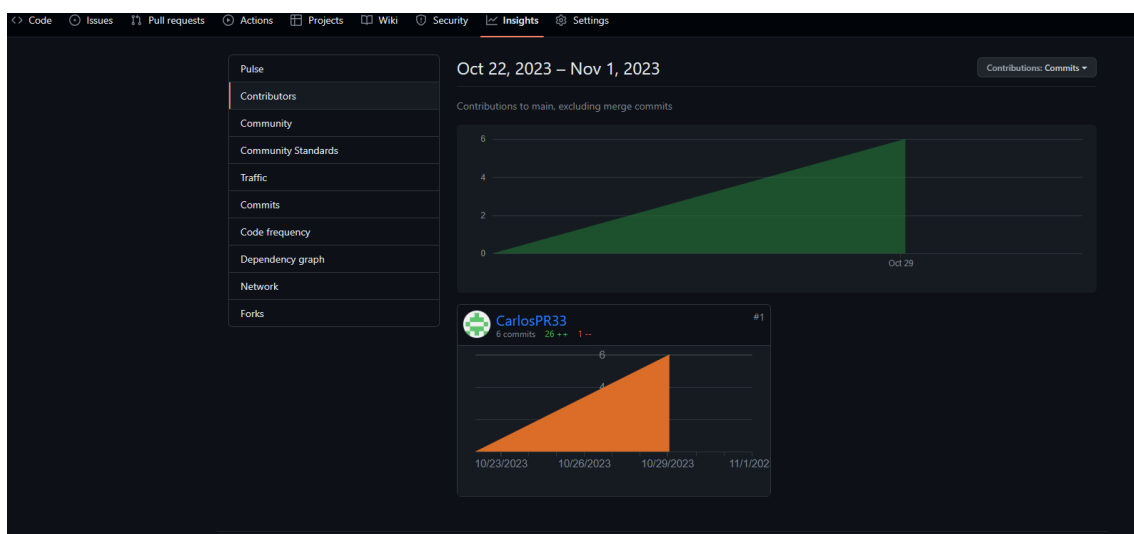 Code Issues Pull requests Actions Projects Wiki Security Insights Settings
Pulse
Contributors
Community
Community Standards
Traffic
Commits
Code frequency
Dependency graph
Network
Forks
Oct 22, 2023 – Nov 1, 2023
Contributions: Commits
Contributions to main, excluding merge commits
6
4
2
0
Oct 29
CarlosPR33
#1
6 commits 26 ++ 1 --
6
4
10/23/2023 10/26/2023 10/29/2023 11/1/202